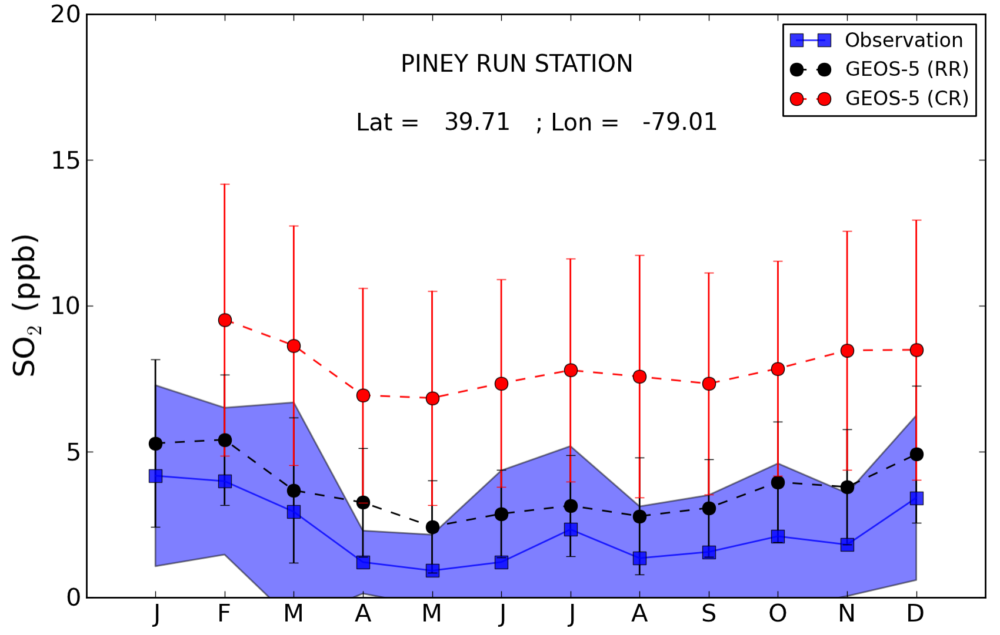 PINEY RUN STATION
Lat = 39.71 ; Lon = -79.01
Observation
GEOS-5 (RR)
GEOS-5 (CR)
SO₂ (ppb)
20
15
10
5
0
J F M A M J J A S O N D